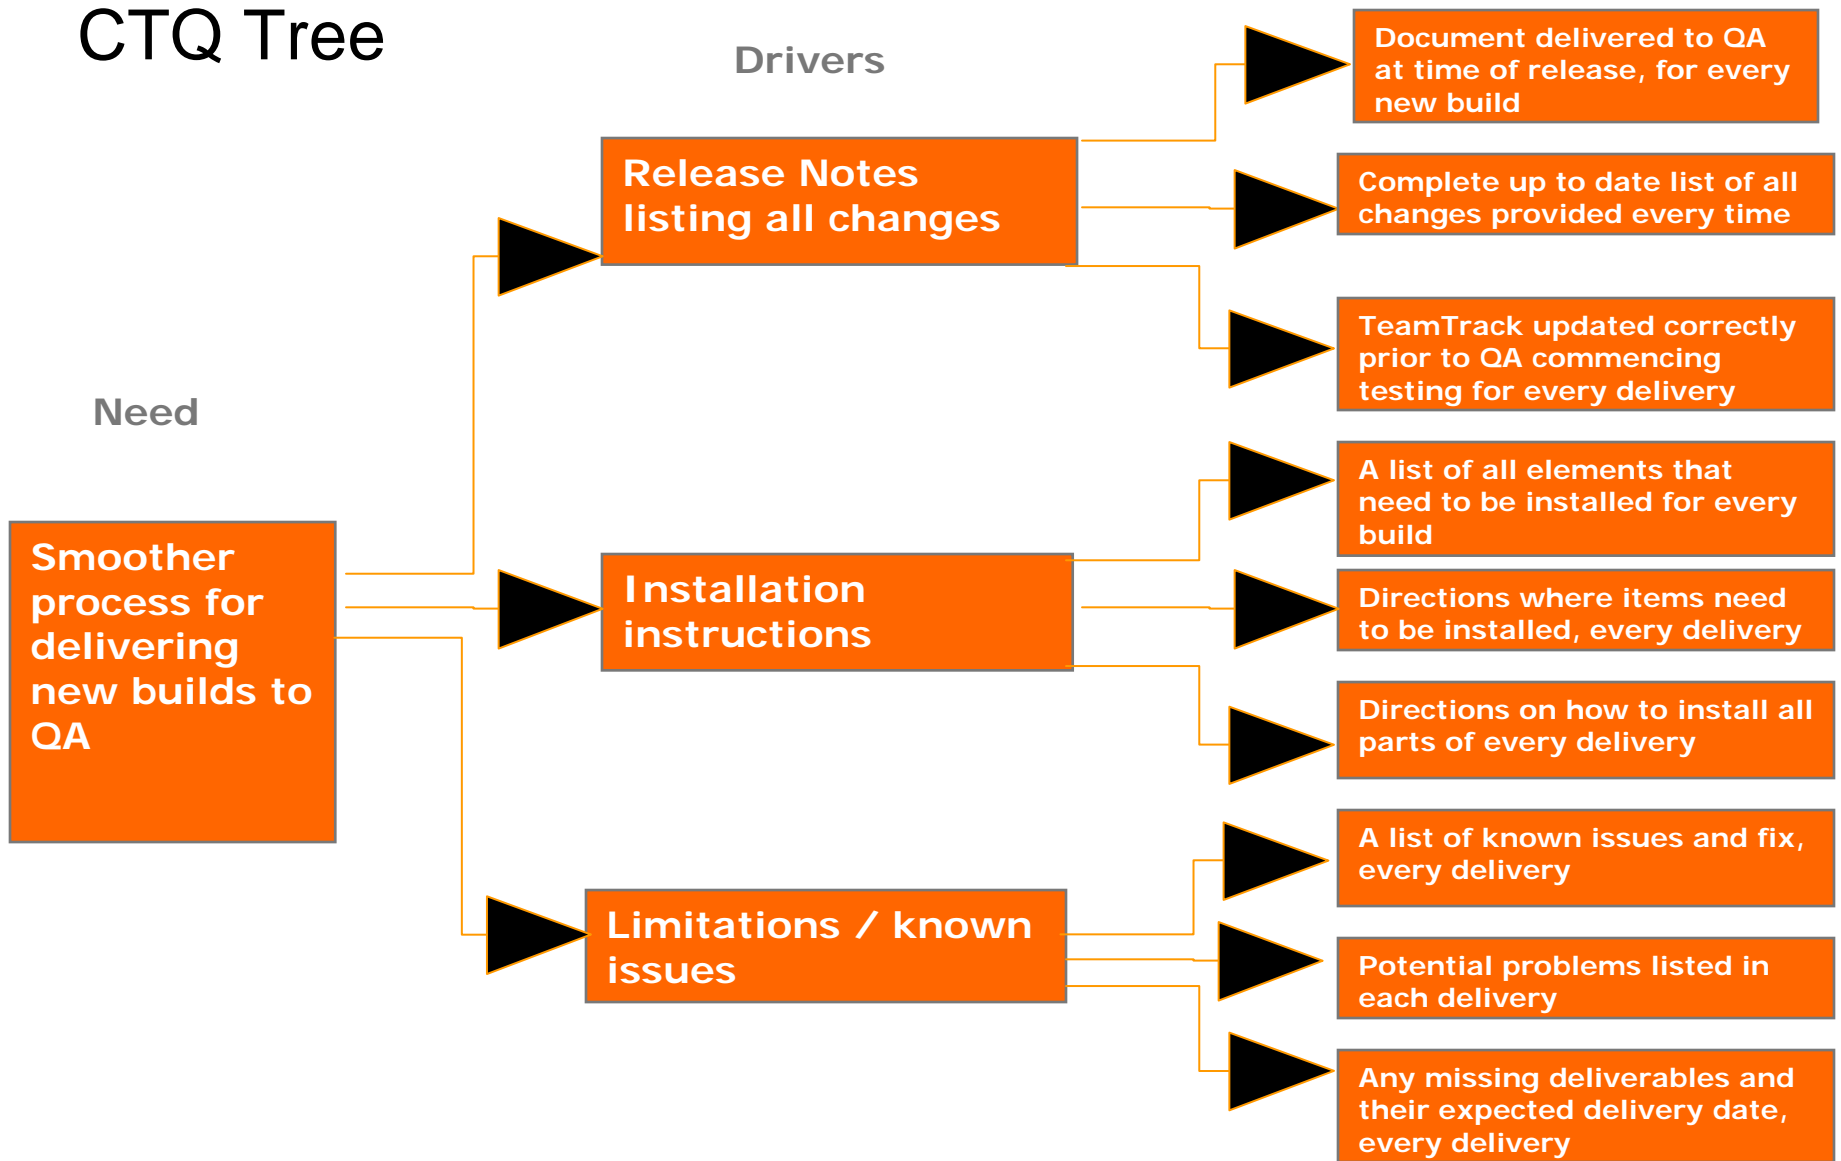 CTQ Tree
Drivers
Need
Smoother
process for
delivering
new builds to
QA
Release Notes
listing all changes
Installation
instructions
Limitations / known
issues
Document delivered to QA
at time of release, for every
new build
Complete up to date list of all
changes provided every time
TeamTrack updated correctly
prior to QA commencing
testing for every delivery
A list of all elements that
need to be installed for every
build
Directions where items need
to be installed, every delivery
Directions on how to install all
parts of every delivery
A list of known issues and fix,
every delivery
Potential problems listed in
each delivery
Any missing deliverables and
their expected delivery date,
every delivery